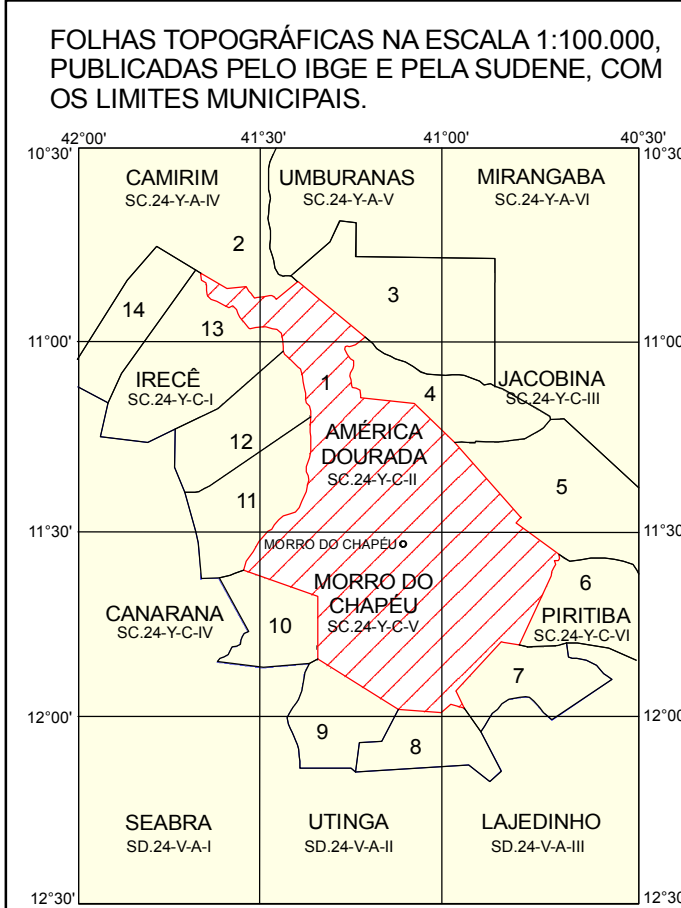 FOLHAS TOPOGRÁFICAS NA ESCALA 1:100.000,
PUBLICADAS PELO IBGE E PELA SUDENE, COM
OS LIMITES MUNICIPAIS.
42°00' 41°30' 41°00' 40°30'
10°30' 10°30'
CAMIRIM UMBURANAS MIRANGABA
SC.24-Y-A-IV SC.24-Y-A-V SC.24-Y-A-VI
2
3
14
13
11°00' 11°00'
IRECÊ 1 JACOBINA
SC.24-Y-C-I 4 SC.24-Y-C-III
12 AMÉRICA
DOURADA
SC.24-Y-C-II
11 5
11°30' 11°30'
MORRO DO CHAPÉU
MORRO DO 6
CHAPÉU
CANARANA PIRITIBA
SC.24-Y-C-IV 10 SC.24-Y-C-V SC.24-Y-C-VI
7
12°00' 12°00'
9 8
SEABRA UTINGA LAJEDINHO
SD.24-V-A-I SD.24-V-A-II SD.24-V-A-III
12°30' 12°30'